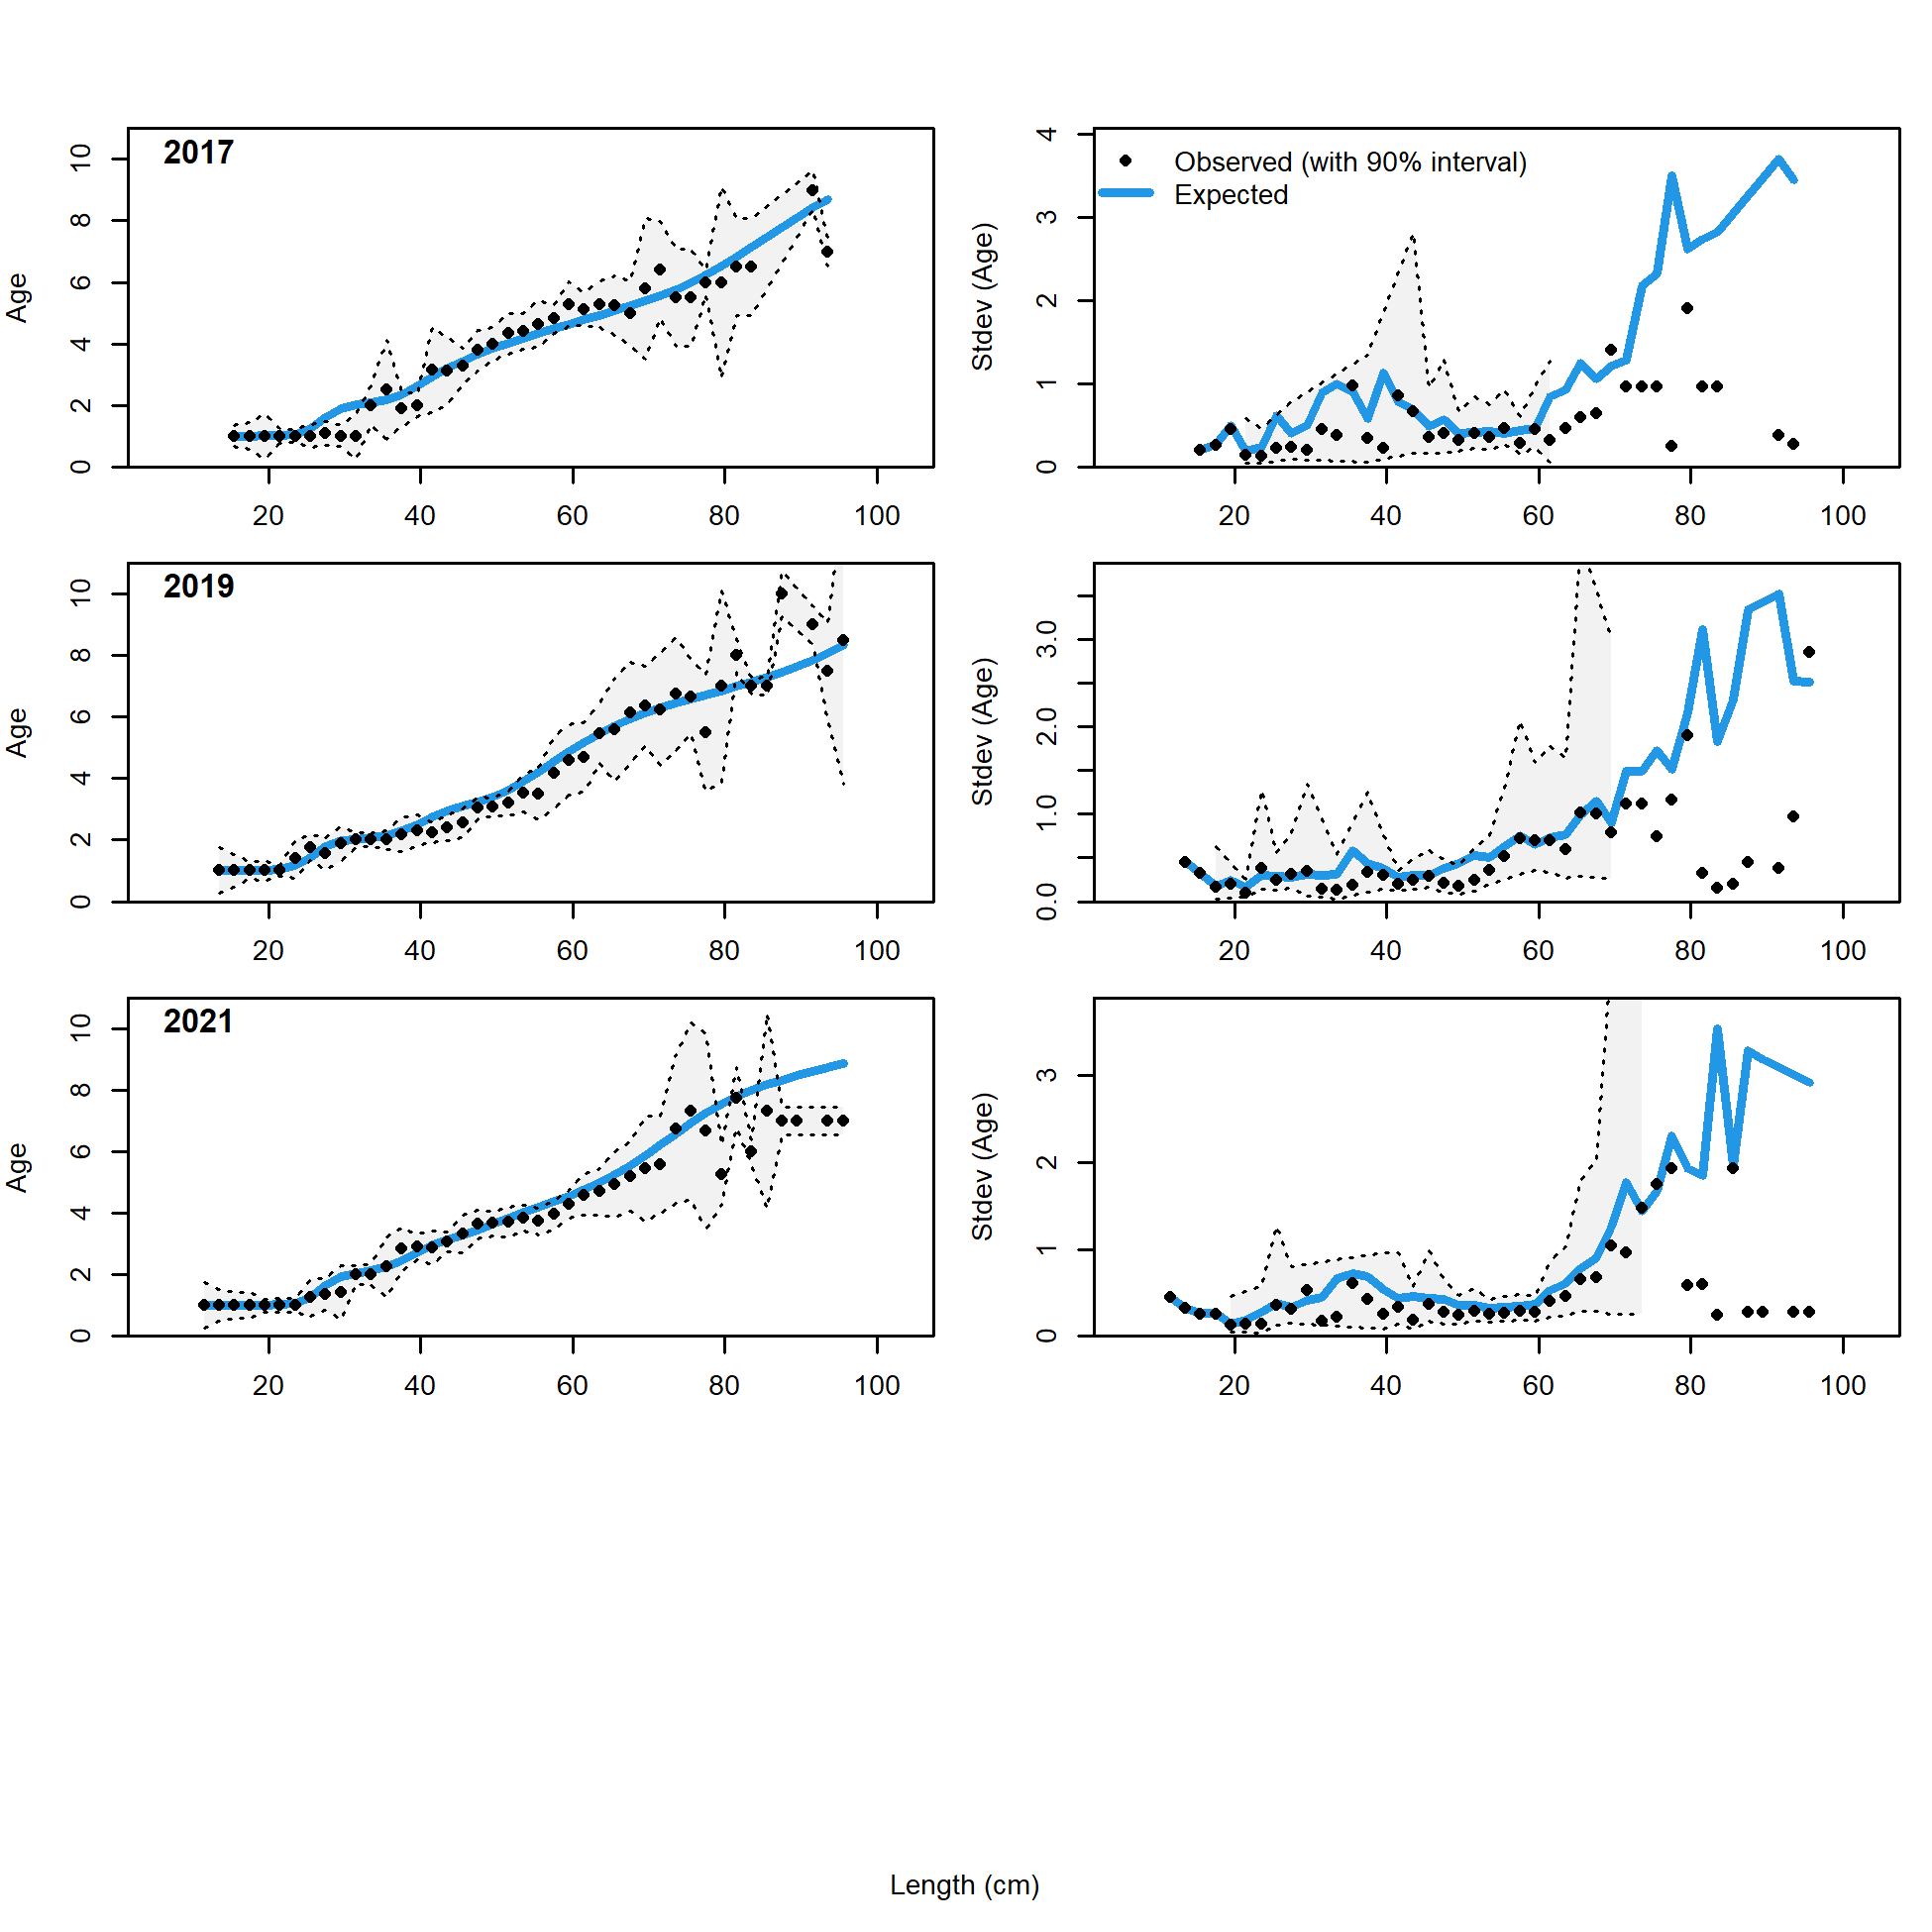 2017
Age
0 2 4 6 8 10
20 40 60 80 100
Observed (with 90% interval)
Expected
Stdev (Age)
0 1 2 3 4
20 40 60 80 100
2019
Age
0 2 4 6 8 10
20 40 60 80 100
Stdev (Age)
0.0 1.0 2.0 3.0
20 40 60 80 100
2021
Age
0 2 4 6 8 10
20 40 60 80 100
Stdev (Age)
0 1 2 3
20 40 60 80 100
Length (cm)